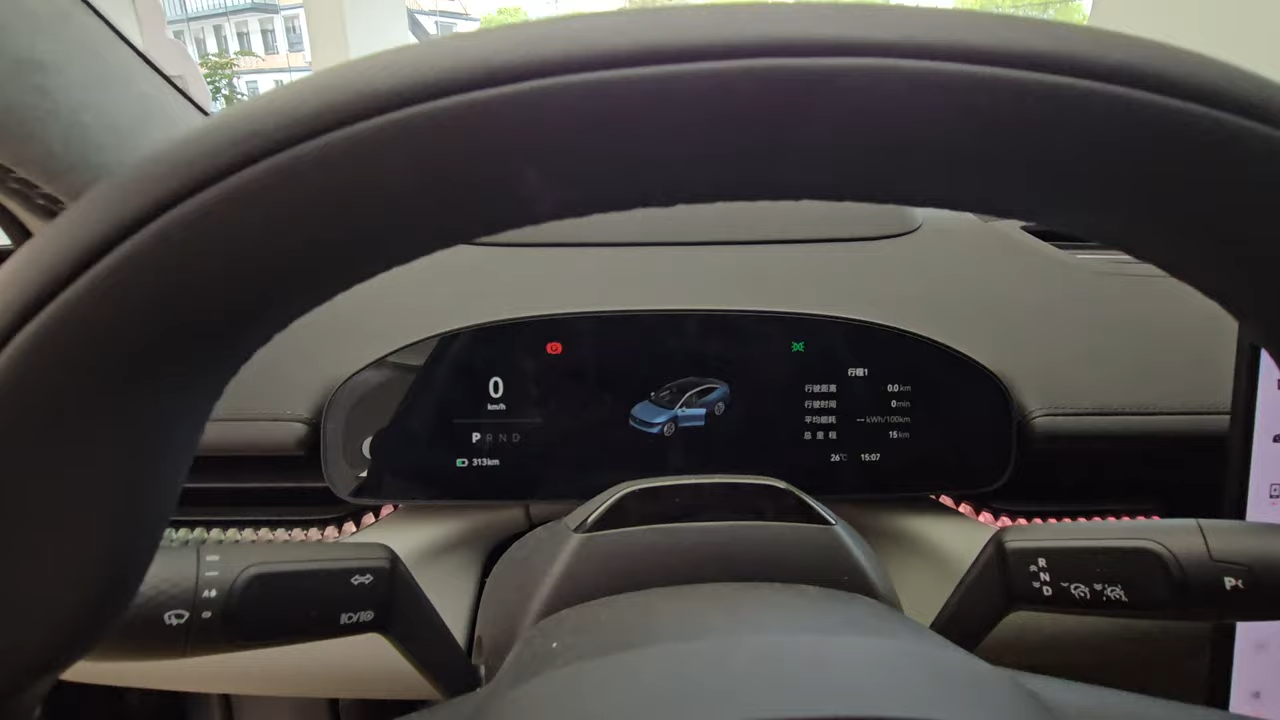 0
km/h
P R N D
313km
行程1
行驶距离 0.0 km
行驶时间 0 min
平均能耗 -- kWh/100km
总里程 15 km
26℃ 15:07
R
N
D
P